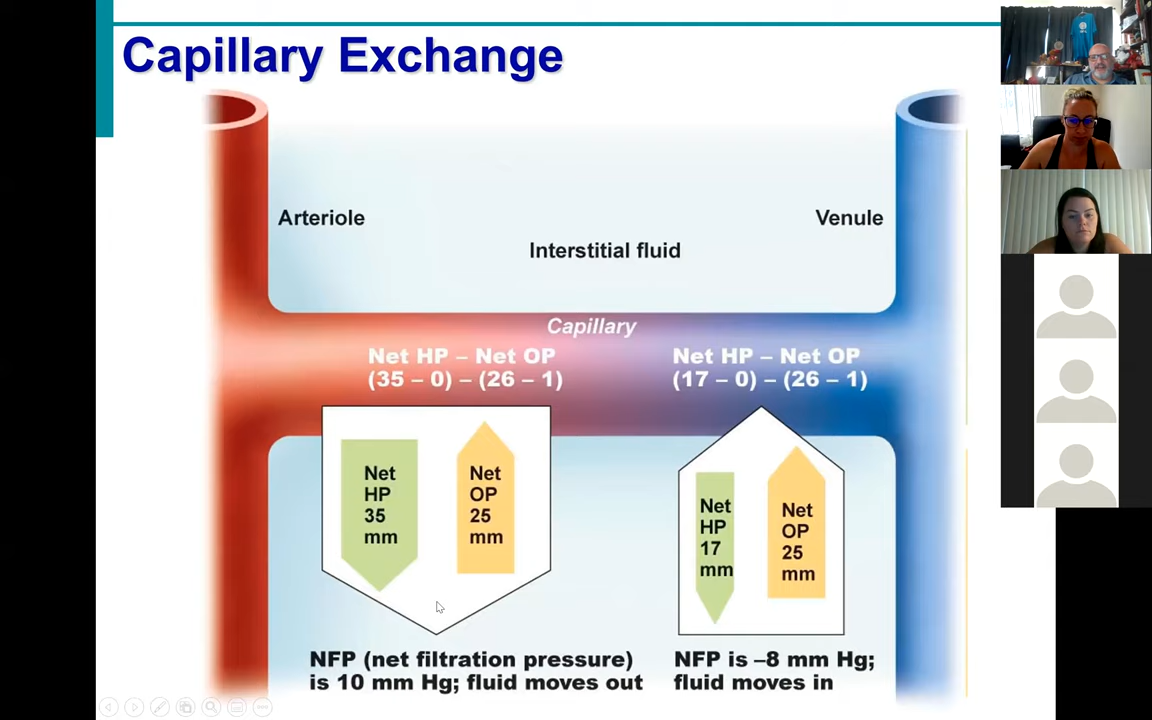 Capillary Exchange
Arteriole
Venule
Interstitial fluid
Capillary
Net HP – Net OP
(35 – 0) – (26 – 1)
Net HP – Net OP
(17 – 0) – (26 – 1)
Net
HP
35
mm
Net
OP
25
mm
Net
HP
17
mm
Net
OP
25
mm
NFP (net filtration pressure)
is 10 mm Hg; fluid moves out
NFP is –8 mm Hg;
fluid moves in